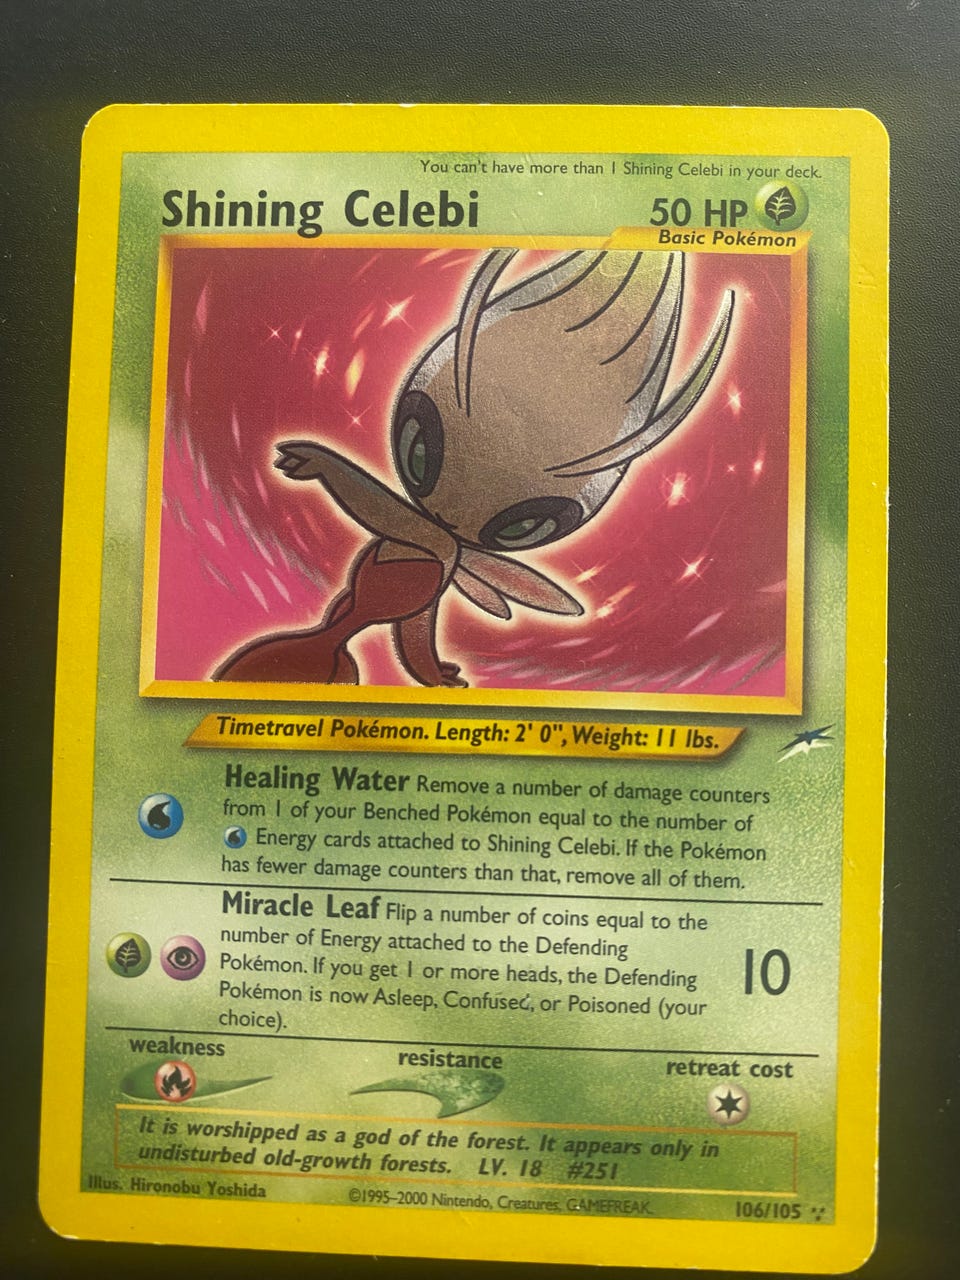 You can't have more than 1 Shining Celebi in your deck.
Shining Celebi 50 HP
Basic Pokémon
Timetravel Pokémon. Length: 2' 0", Weight: 11 lbs.
Healing Water Remove a number of damage counters
from 1 of your Benched Pokémon equal to the number of
Energy cards attached to Shining Celebi. If the Pokémon
has fewer damage counters than that, remove all of them.
Miracle Leaf Flip a number of coins equal to the
number of Energy attached to the Defending
Pokémon. If you get 1 or more heads, the Defending
Pokémon is now Asleep, Confused, or Poisoned (your
choice).
10
weakness resistance retreat cost
It is worshipped as a god of the forest. It appears only in
undisturbed old-growth forests. LV. 18 #251
Illus. Hironobu Yoshida ©1995–2000 Nintendo, Creatures, GAMEFREAK. 106/105